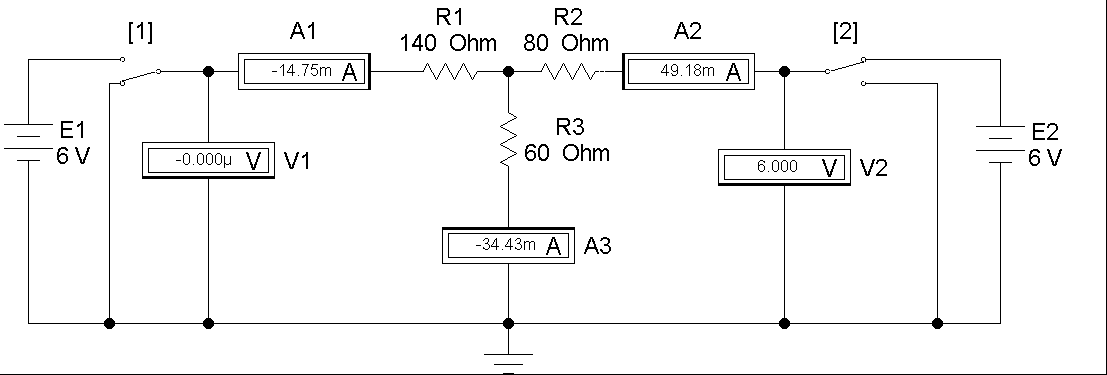 [1]
A1
R1
140 Ohm
R2
80 Ohm
A2
[2]
-14.75m A
49.18m A
E1
6 V
-0.000µ V
V1
R3
60 Ohm
6.000 V
V2
E2
6 V
-34.43m A
A3